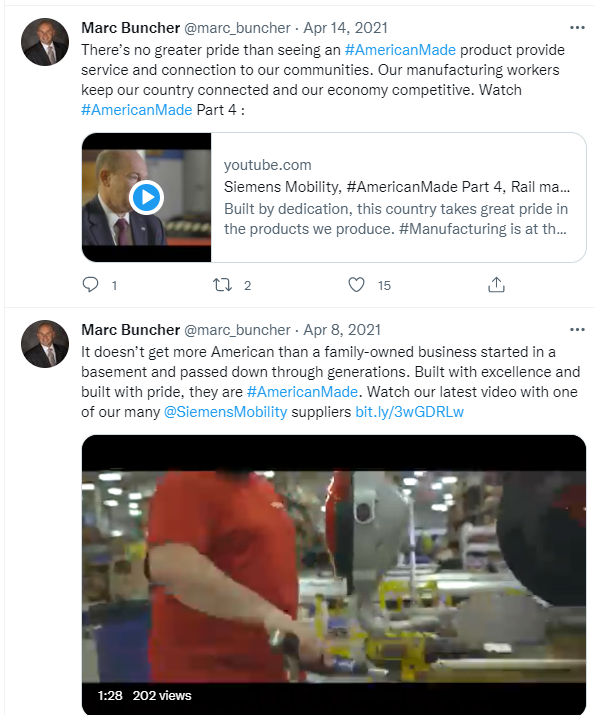 Marc Buncher @marc_buncher · Apr 14, 2021
There’s no greater pride than seeing an #AmericanMade product provide
service and connection to our communities. Our manufacturing workers
keep our country connected and our economy competitive. Watch
#AmericanMade Part 4 :
youtube.com
Siemens Mobility, #AmericanMade Part 4, Rail ma...
Built by dedication, this country takes great pride in
the products we produce. #Manufacturing is at th...
1 2 15
Marc Buncher @marc_buncher · Apr 8, 2021
It doesn’t get more American than a family-owned business started in a
basement and passed down through generations. Built with excellence and
built with pride, they are #AmericanMade. Watch our latest video with one
of our many @SiemensMobility suppliers bit.ly/3wGDRLw
1:28 202 views